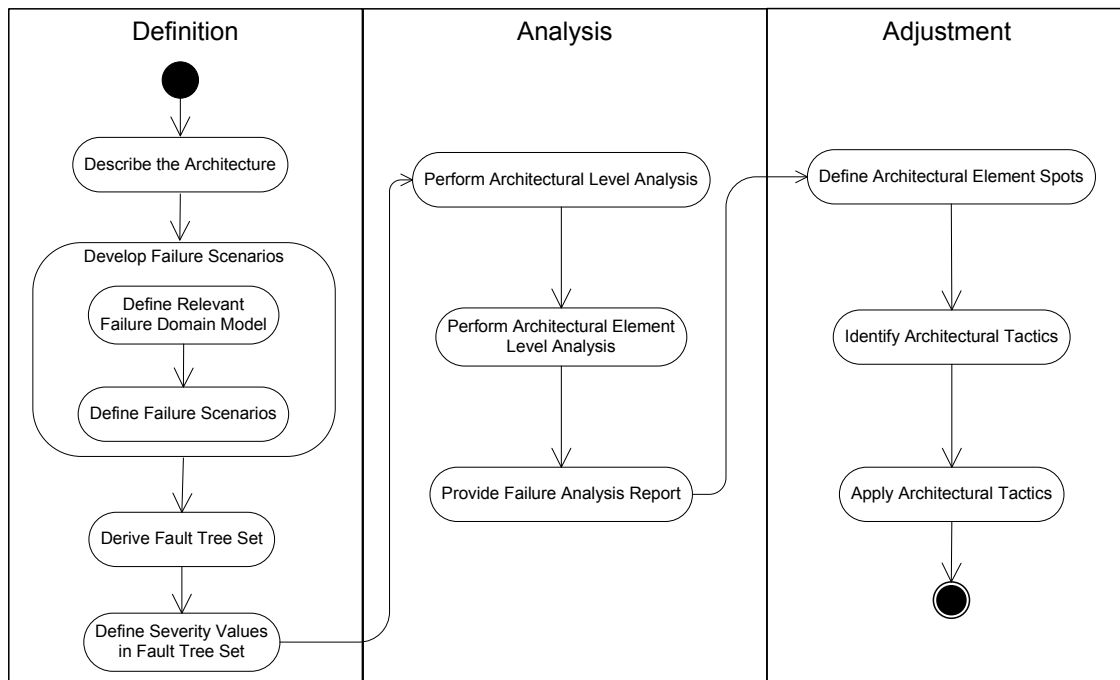 Definition
Describe the Architecture
Develop Failure Scenarios
Define Relevant
Failure Domain Model
Define Failure Scenarios
Derive Fault Tree Set
Define Severity Values
in Fault Tree Set
Analysis
Perform Architectural Level Analysis
Perform Architectural Element
Level Analysis
Provide Failure Analysis Report
Adjustment
Define Architectural Element Spots
Identify Architectural Tactics
Apply Architectural Tactics